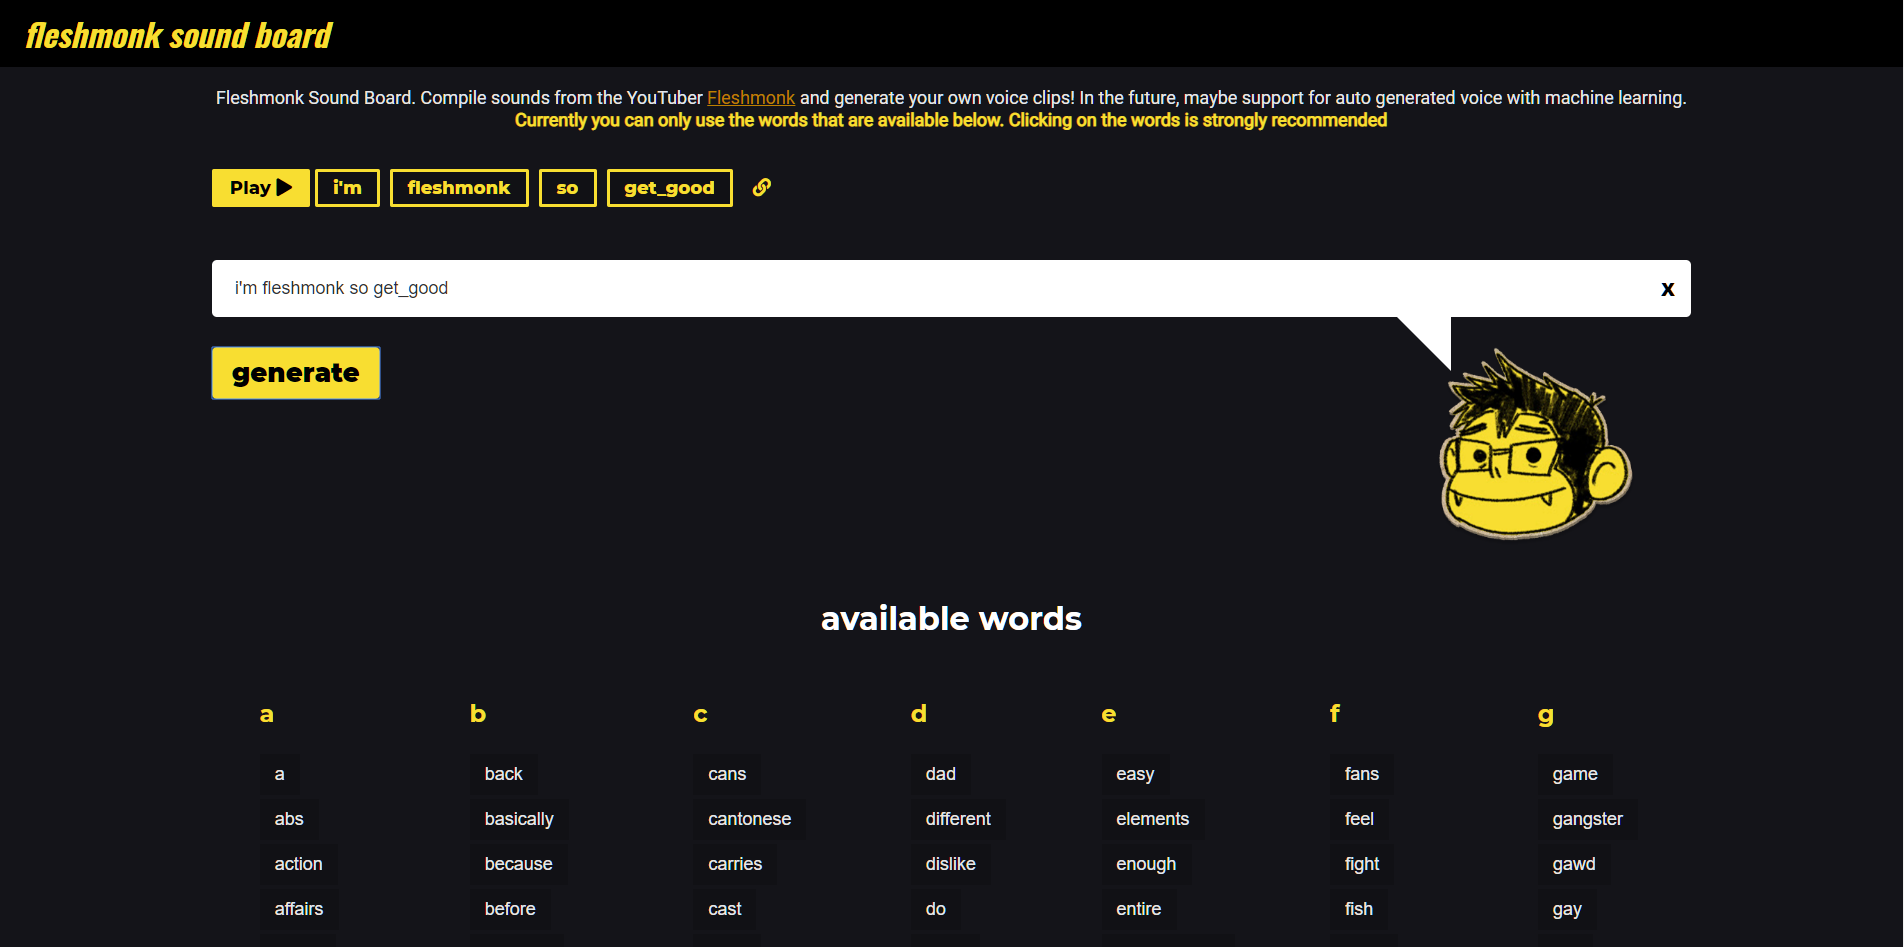 fleshmonk sound board
Fleshmonk Sound Board. Compile sounds from the YouTuber Fleshmonk and generate your own voice clips! In the future, maybe support for auto generated voice with machine learning.
Currently you can only use the words that are available below. Clicking on the words is strongly recommended
Play i'm fleshmonk so get_good
i'm fleshmonk so get_good x
generate
available words
a b c d e f g
a back cans dad easy fans game
abs basically cantonese different elements feel gangster
action because carries dislike enough fight gawd
affairs before cast do entire fish gay